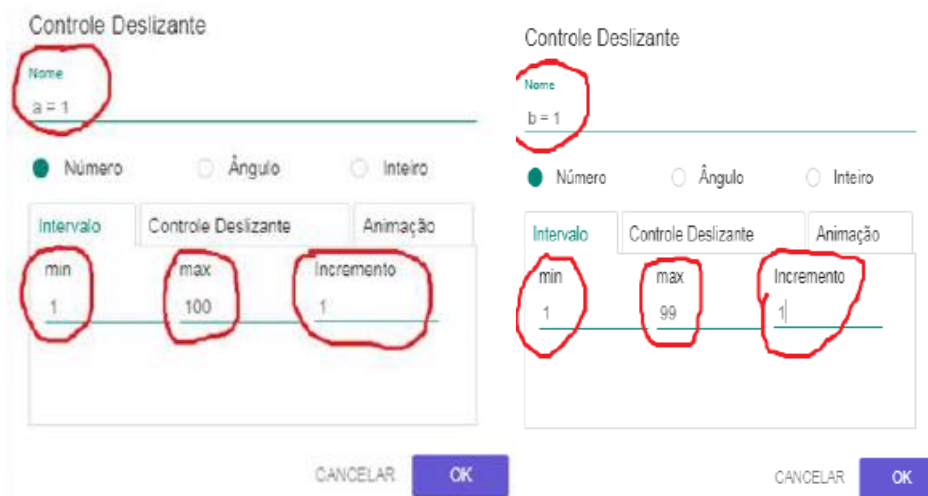 Controle Deslizante
Nome
a = 1
Número Ângulo Inteiro
Intervalo Controle Deslizante Animação
min max Incremento
1 100 1
CANCELAR OK
Controle Deslizante
Nome
b = 1
Número Ângulo Inteiro
Intervalo Controle Deslizante Animação
min max Incremento
1 99 1
CANCELAR OK